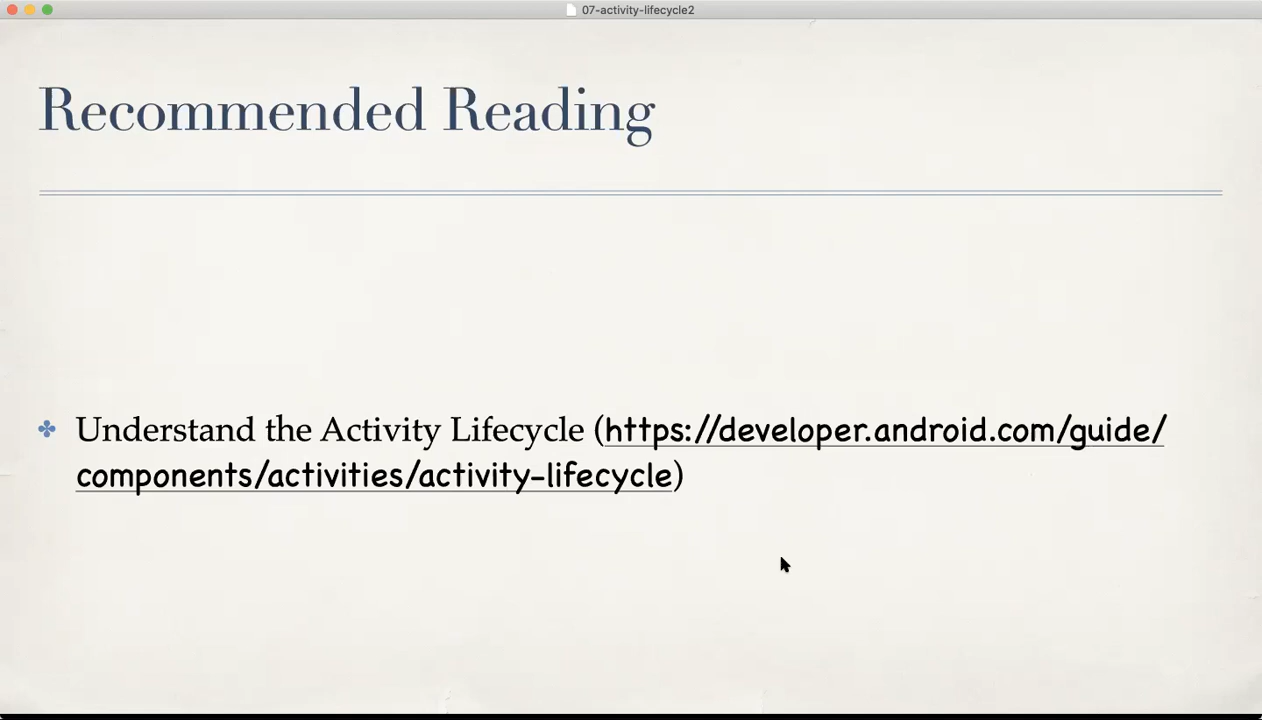 07-activity-lifecycle2
Recommended Reading
✤ Understand the Activity Lifecycle (https://developer.android.com/guide/
components/activities/activity-lifecycle)